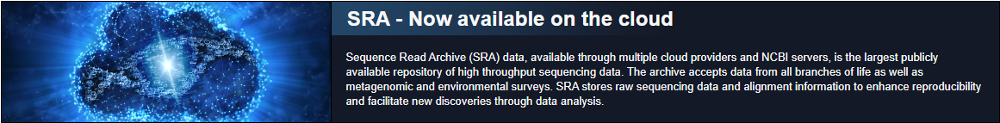 SRA - Now available on the cloud
Sequence Read Archive (SRA) data, available through multiple cloud providers and NCBI servers, is the largest publicly
available repository of high throughput sequencing data. The archive accepts data from all branches of life as well as
metagenomic and environmental surveys. SRA stores raw sequencing data and alignment information to enhance reproducibility
and facilitate new discoveries through data analysis.